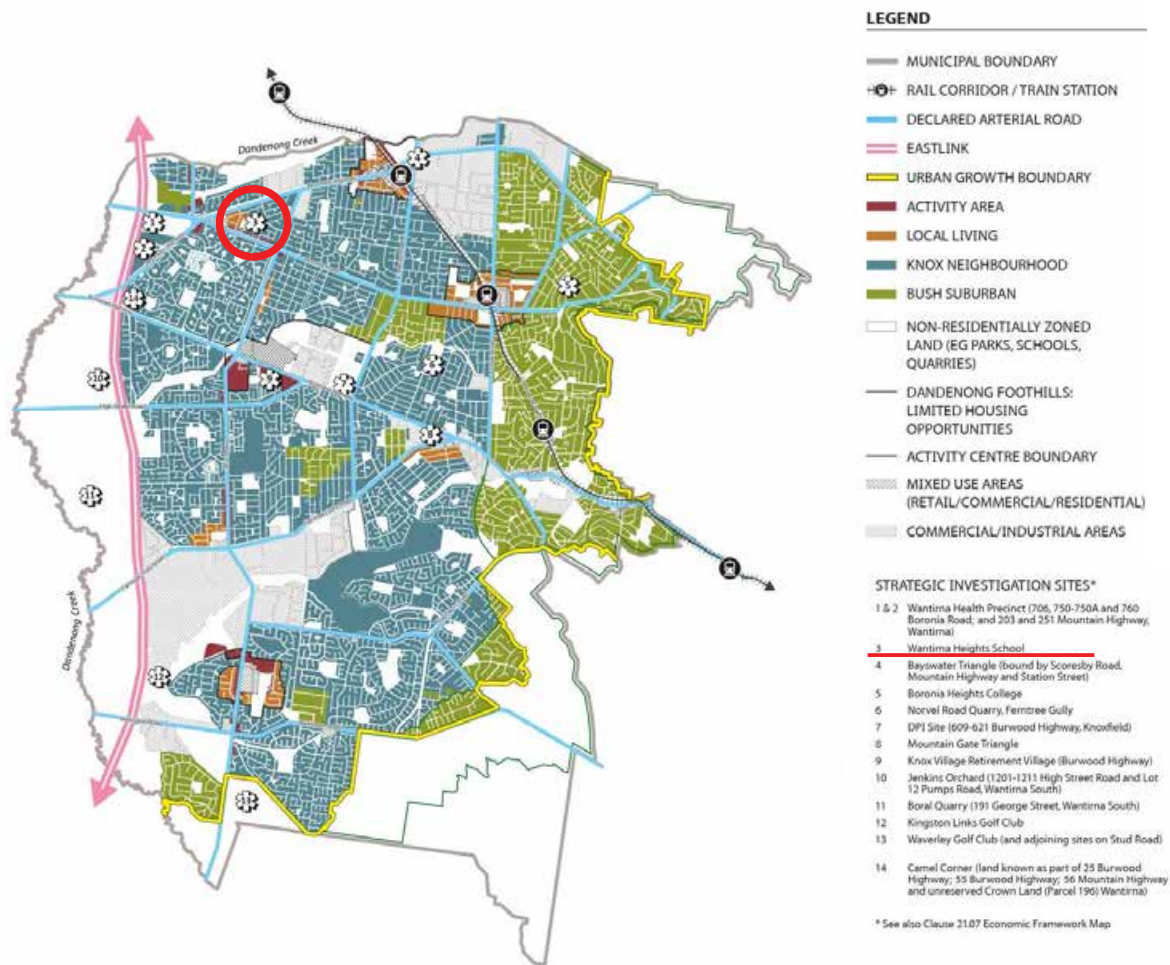 LEGEND
MUNICIPAL BOUNDARY
RAIL CORRIDOR / TRAIN STATION
DECLARED ARTERIAL ROAD
EASTLINK
URBAN GROWTH BOUNDARY
ACTIVITY AREA
LOCAL LIVING
KNOX NEIGHBOURHOOD
BUSH SUBURBAN
NON-RESIDENTIALLY ZONED
LAND (EG PARKS, SCHOOLS,
QUARRIES)
DANDENONG FOOTHILLS:
LIMITED HOUSING
OPPORTUNITIES
ACTIVITY CENTRE BOUNDARY
MIXED USE AREAS
(RETAIL/COMMERCIAL/RESIDENTIAL)
COMMERCIAL/INDUSTRIAL AREAS
STRATEGIC INVESTIGATION SITES*
1 & 2 Wantirna Health Precinct (706, 750-750A and 760
Boronia Road; and 203 and 251 Mountain Highway,
Wantirna)
3 Wantirna Heights School
4 Bayswater Triangle (bound by Scoresby Road,
Mountain Highway and Station Street)
5 Boronia Heights College
6 Norvel Road Quarry, Ferntree Gully
7 DPI Site (609-621 Burwood Highway, Knoxfield)
8 Mountain Gate Triangle
9 Knox Village Retirement Village (Burwood Highway)
10 Jenkins Orchard (1201-1211 High Street Road and Lot
12 Pumps Road, Wantirna South)
11 Boral Quarry (191 George Street, Wantirna South)
12 Kingston Links Golf Club
13 Waverley Golf Club (and adjoining sites on Stud Road)
14 Camel Corner (land known as part of 25 Burwood
Highway; 55 Burwood Highway; 56 Mountain Highway
and unreserved Crown Land (Parcel 196) Wantirna)
* See also Clause 21.07 Economic Framework Map
Dandenong Creek
Dandenong Creek
10
11
7
8